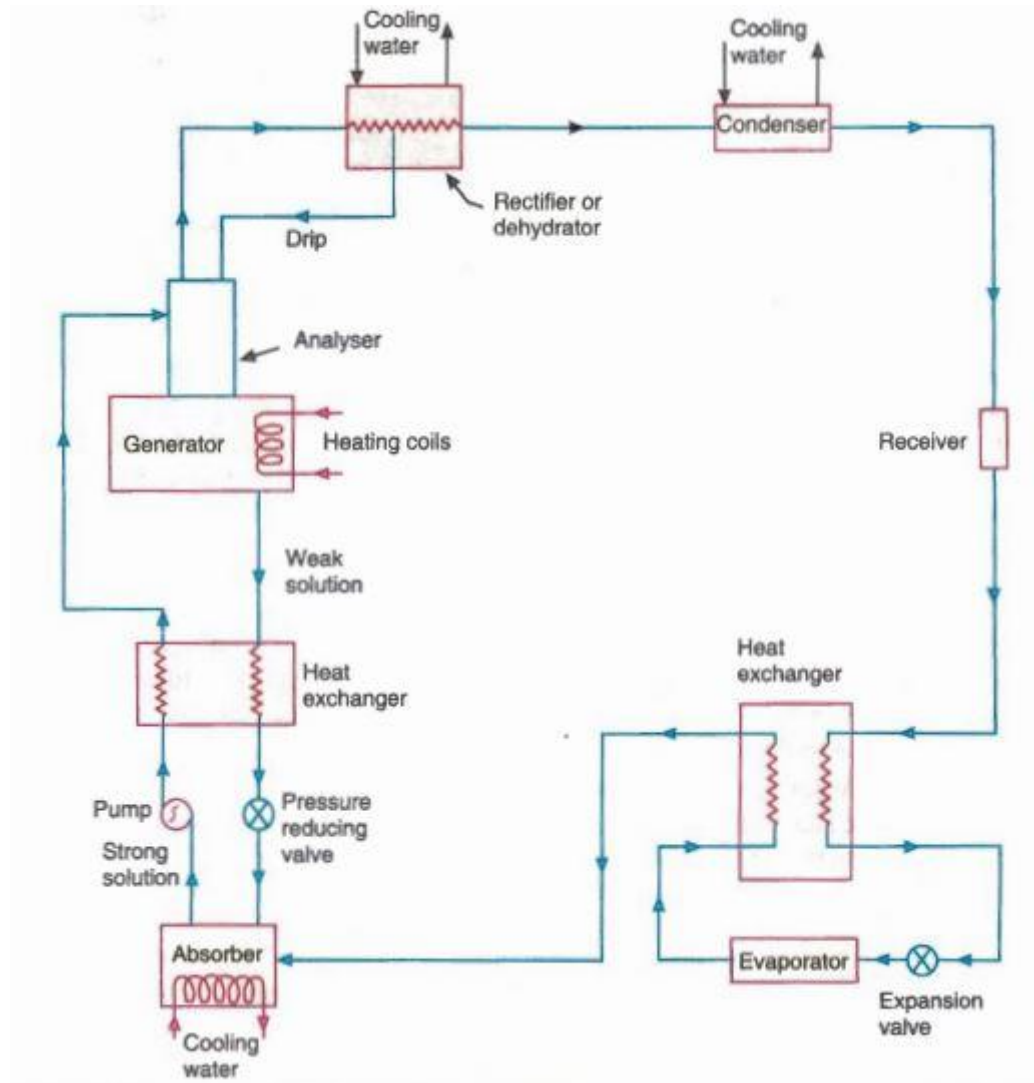 Cooling
water
Cooling
water
Condenser
Rectifier or
dehydrator
Drip
Analyser
Generator
Heating coils
Receiver
Weak
solution
Heat
exchanger
Heat
exchanger
Pump
Pressure
reducing
valve
Strong
solution
Absorber
Evaporator
Expansion
valve
Cooling
water